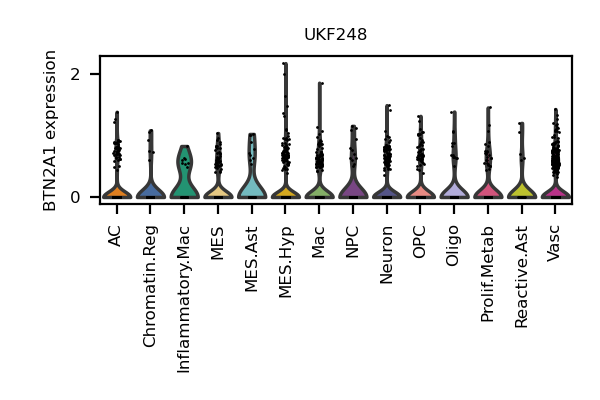 UKF248
BTN2A1 expression
2
0
AC
Chromatin.Reg
Inflammatory.Mac
MES
MES.Ast
MES.Hyp
Mac
NPC
Neuron
OPC
Oligo
Prolif.Metab
Reactive.Ast
Vasc